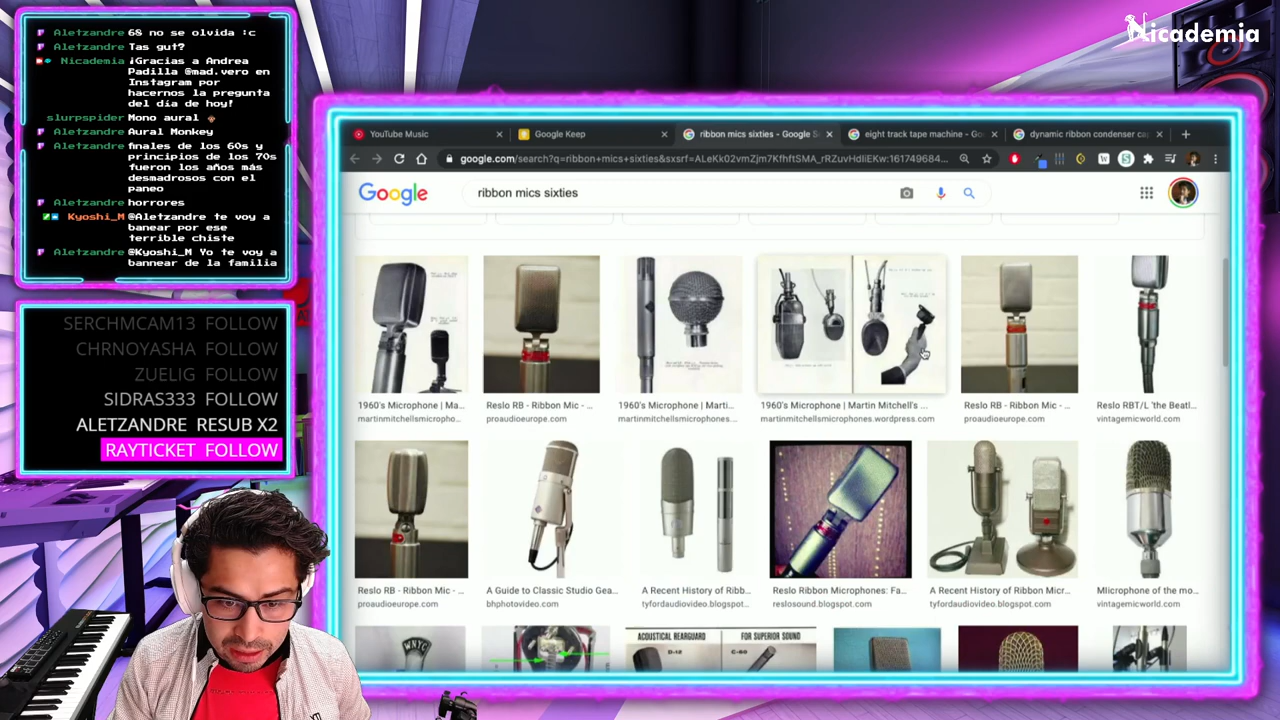 Nicademia
Aletzandre 68 no se olvida :c
Aletzandre Tas gut?
Nicademia ¡Gracias a Andrea
Padilla @mad.vero en
Instagram por
hacernos la pregunta
del día de hoy!
slurpspider Mono aural
Aletzandre Aural Monkey
Aletzandre finales de los 60s y
principios de los 70s
fueron los años más
desmadrosos con el
paneo
Aletzandre horrores
Kyoshi_M @Aletzandre te voy a
banear por ese
terrible chiste
Aletzandre @Kyoshi_M Yo te voy a
bannear de la familia
SERCHMCAM13 FOLLOW
CHRNOYASHA FOLLOW
ZUELIG FOLLOW
SIDRAS333 FOLLOW
ALETZANDRE RESUB X2
RAYTICKET FOLLOW
YouTube Music
Google Keep
ribbon mics sixties - Google S
eight track tape machine - Go
dynamic ribbon condenser ca
google.com/search?q=ribbon+mics+sixties&sxsrf=
Google
ribbon mics sixties
1960's Microphone | Ma...
martinmitchellsmicropho...
Reslo RB - Ribbon Mic - ...
proaudioeurope.com
1960's Microphone | Marti...
martinmitchellsmicrophones...
1960's Microphone | Martin Mitchell's ...
martinmitchellsmicrophones.wordpress.com
Reslo RB - Ribbon Mic - ...
proaudioeurope.com
Reslo RBT/L 'the Beatl...
vintagemicworld.com
Reslo RB - Ribbon Mic - ...
proaudioeurope.com
A Guide to Classic Studio Gea...
bhphotovideo.com
A Recent History of Ribb...
tyfordaudiovideo.blogspot...
Reslo Ribbon Microphones: Fa...
reslosound.blogspot.com
A Recent History of Ribbon Micr...
tyfordaudiovideo.blogspot.com
MIicrophone of the mo...
vintagemicworld.com
WNYC
ACOUSTICAL REARGUARD
D-12
FOR SUPERIOR SOUND
C-60